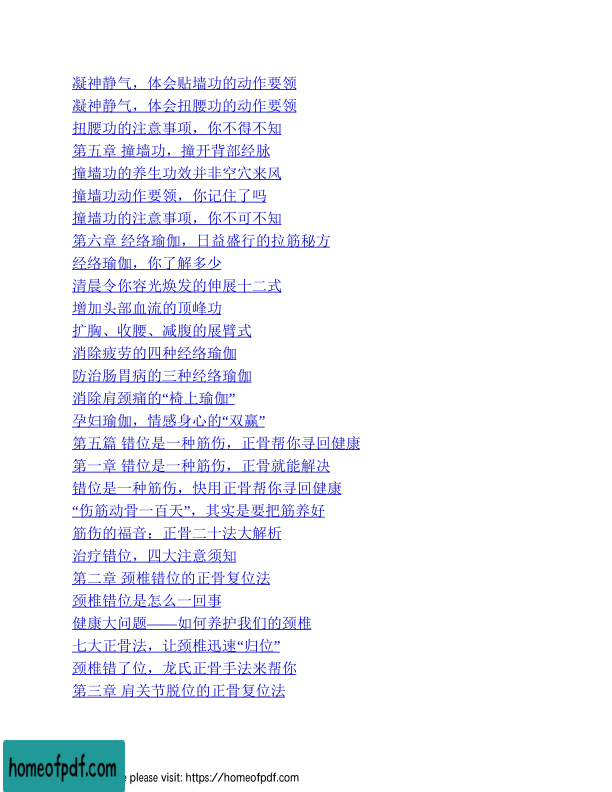 凝神静气，体会贴墙功的动作要领
凝神静气，体会扭腰功的动作要领
扭腰功的注意事项，你不得不知
第五章 撞墙功，撞开背部经脉
撞墙功的养生功效并非空穴来风
撞墙功动作要领，你记住了吗
撞墙功的注意事项，你不可不知
第六章 经络瑜伽，日益盛行的拉筋秘方
经络瑜伽，你了解多少
清晨令你容光焕发的伸展十二式
增加头部血流的顶峰功
扩胸、收腰、减腹的展臂式
消除疲劳的四种经络瑜伽
防治肠胃病的三种经络瑜伽
消除肩颈痛的“椅上瑜伽”
孕妇瑜伽，情感身心的“双赢”
第五篇 错位是一种筋伤，正骨帮你寻回健康
第一章 错位是一种筋伤，正骨就能解决
错位是一种筋伤，快用正骨帮你寻回健康
“伤筋动骨一百天”，其实是要把筋养好
筋伤的福音：正骨二十法大解析
治疗错位，四大注意须知
第二章 颈椎错位的正骨复位法
颈椎错位是怎么一回事
健康大问题——如何养护我们的颈椎
七大正骨法，让颈椎迅速“归位”
颈椎错了位，龙氏正骨手法来帮你
第三章 肩关节脱位的正骨复位法
homeofpdf.com
e please visit: https://homeofpdf.com